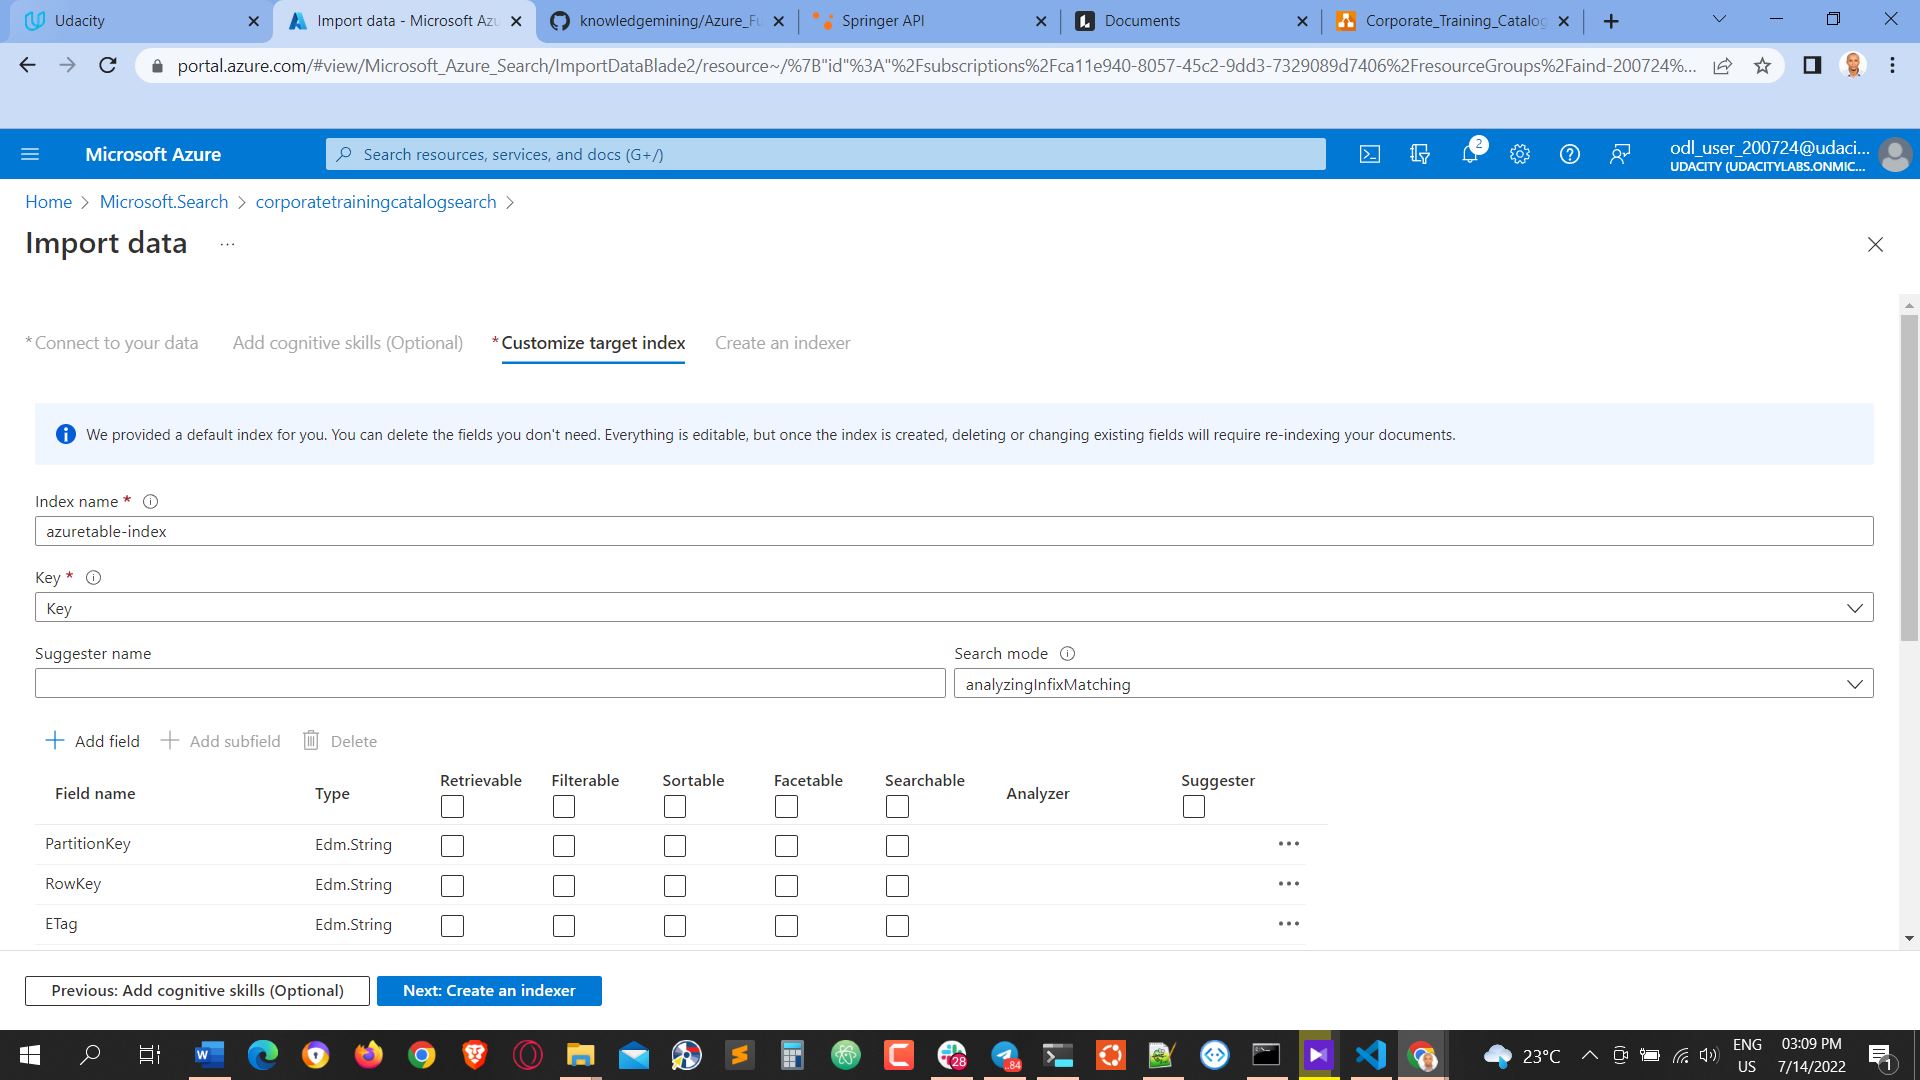 Udacity
Import data - Microsoft Azu
knowledgemining/Azure_Fu
Springer API
Documents
Corporate_Training_Catalog
portal.azure.com/#view/Microsoft_Azure_Search/ImportDataBlade2/resource~/%7B"id"%3A"%2Fsubscriptions%2Fca11e940-8057-45c2-9dd3-7329089d7406%2FresourceGroups%2Faind-200724%...
Microsoft Azure
Search resources, services, and docs (G+/)
2
odl_user_200724@udaci...
UDACITY (UDACITYLABS.ONMIC...
Home > Microsoft.Search > corporatetrainingcatalogsearch >
Import data ...
* Connect to your data
Add cognitive skills (Optional)
* Customize target index
Create an indexer
We provided a default index for you. You can delete the fields you don't need. Everything is editable, but once the index is created, deleting or changing existing fields will require re-indexing your documents.
Index name *
azuretable-index
Key *
Key
Suggester name
Search mode
analyzingInfixMatching
Add field
Add subfield
Delete
Field name Type Retrievable Filterable Sortable Facetable Searchable Analyzer Suggester
PartitionKey Edm.String
RowKey Edm.String
ETag Edm.String
Previous: Add cognitive skills (Optional)
Next: Create an indexer
28
84
23°C
ENG
US
03:09 PM
7/14/2022
1